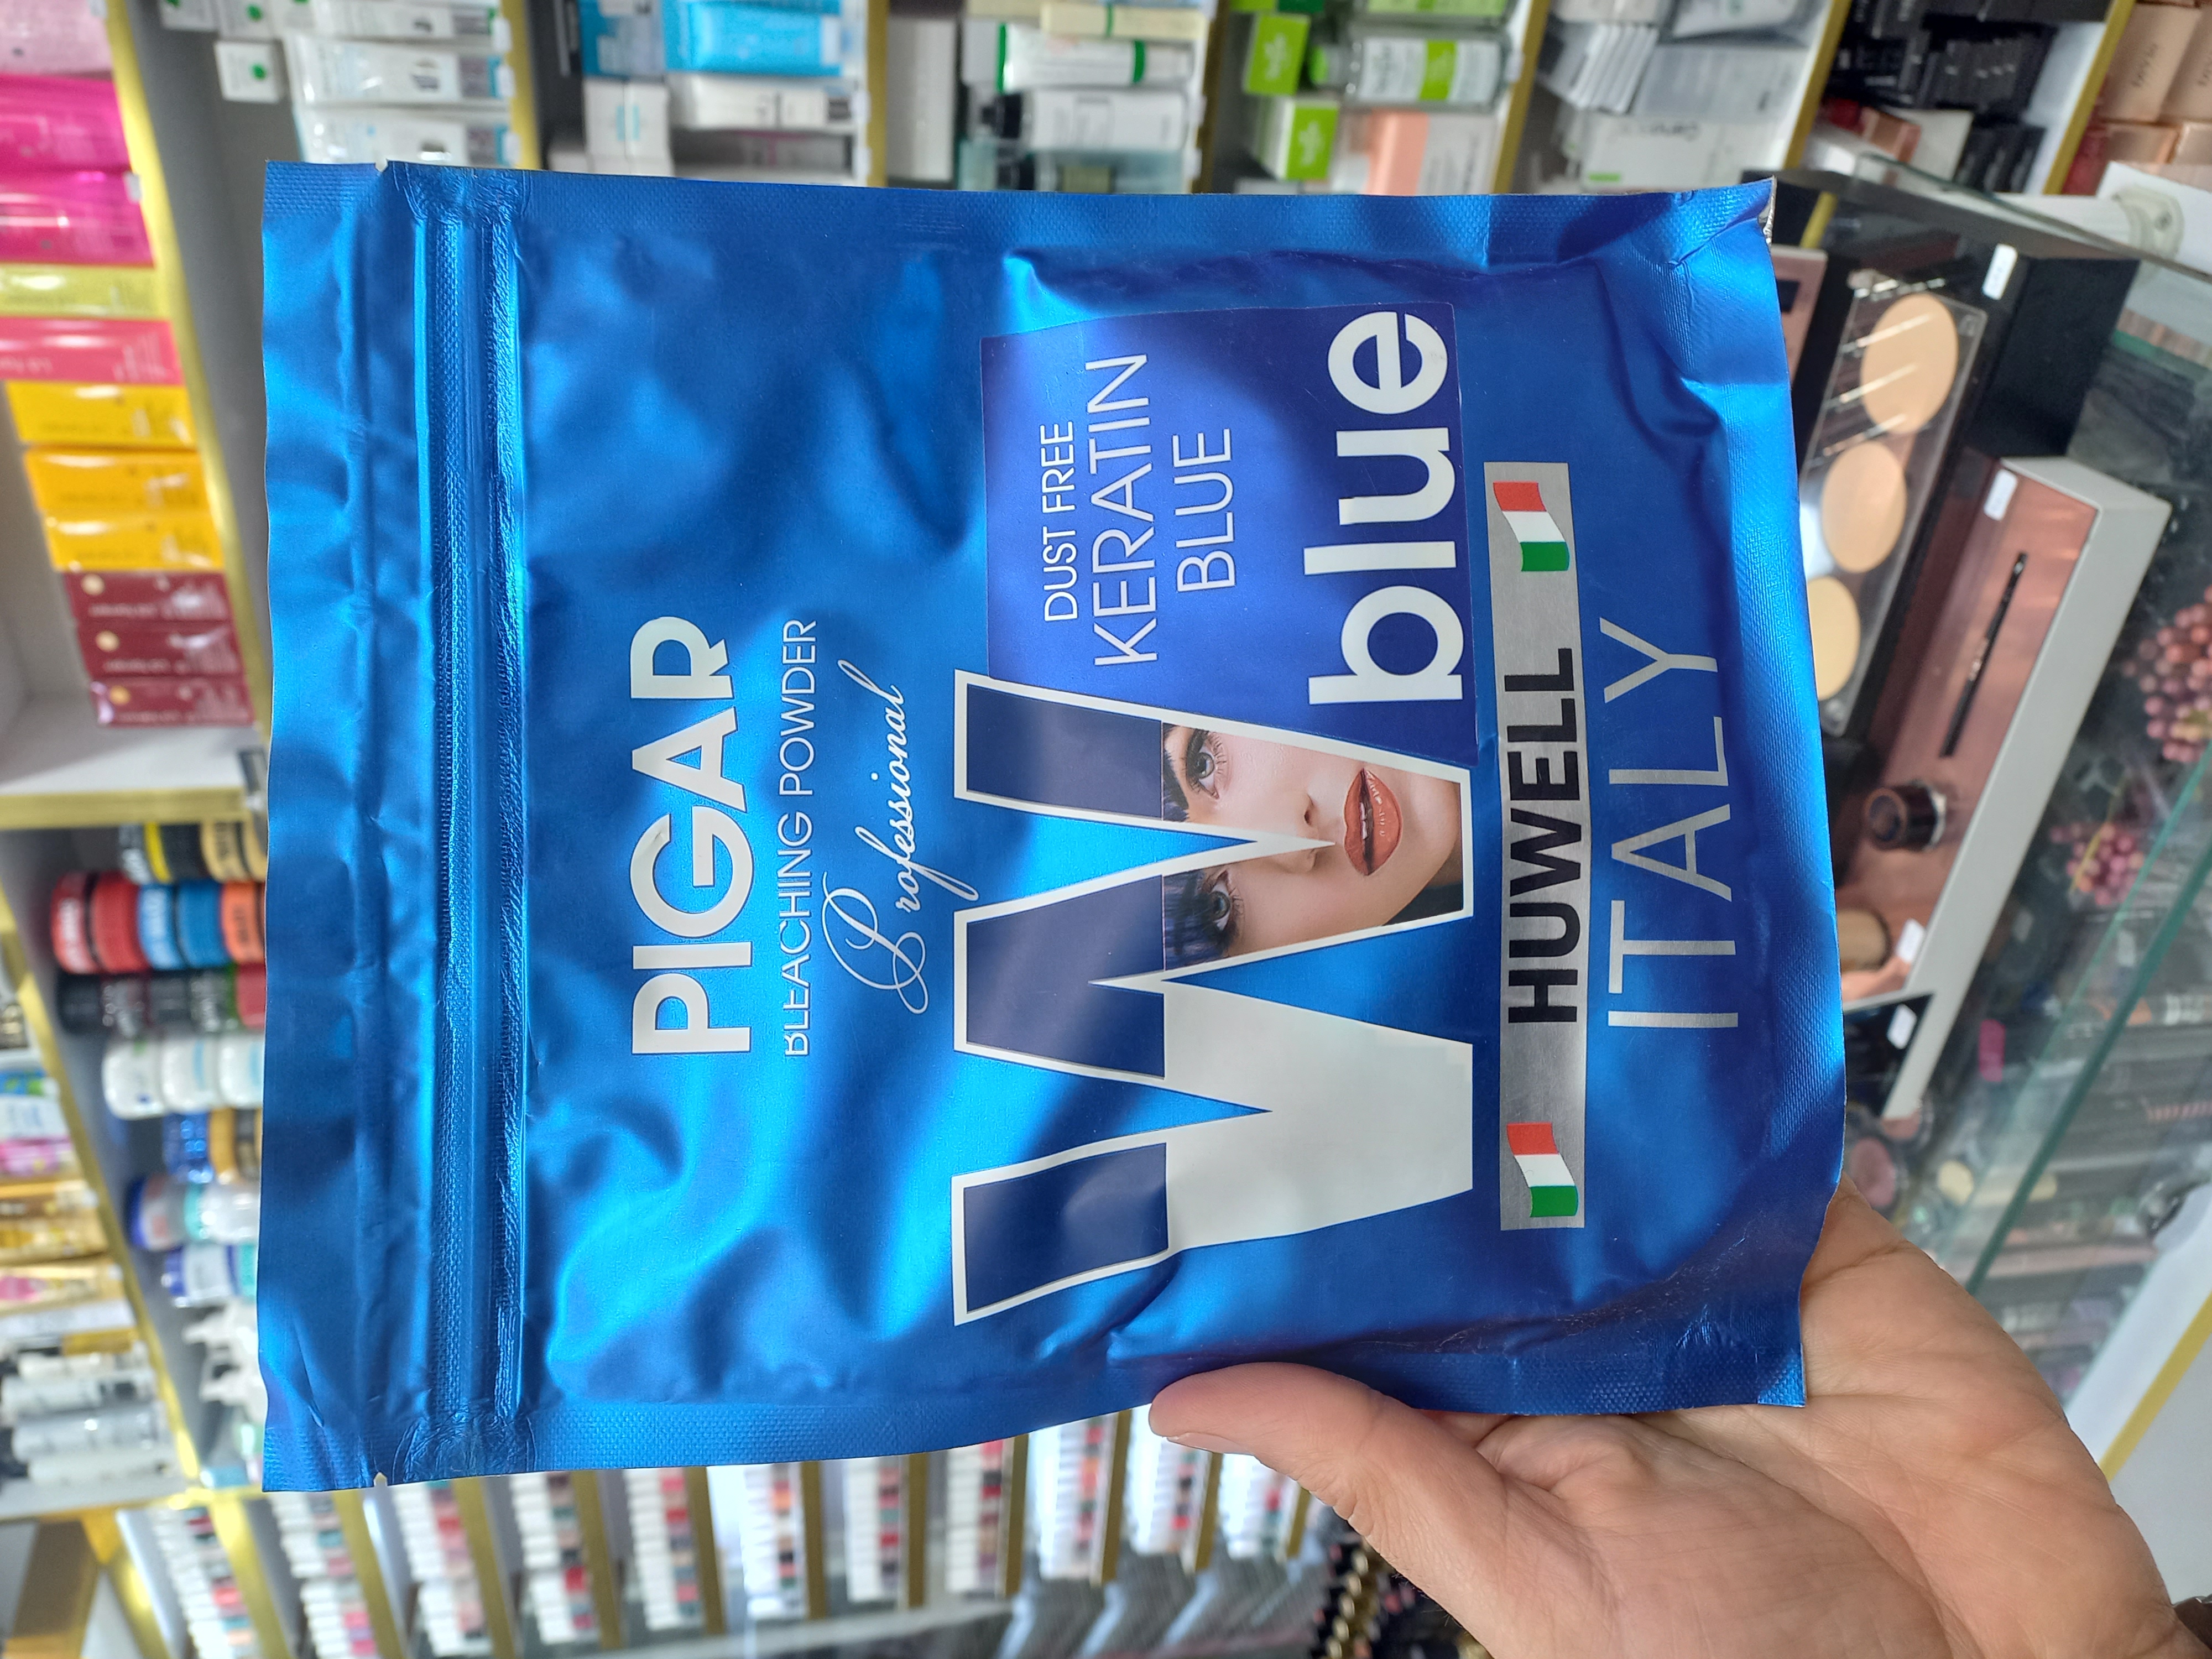 PIGAR
BLEACHING POWDER
Professional
DUST FREE
KERATIN
BLUE
W
blue
HUWELL
ITALY